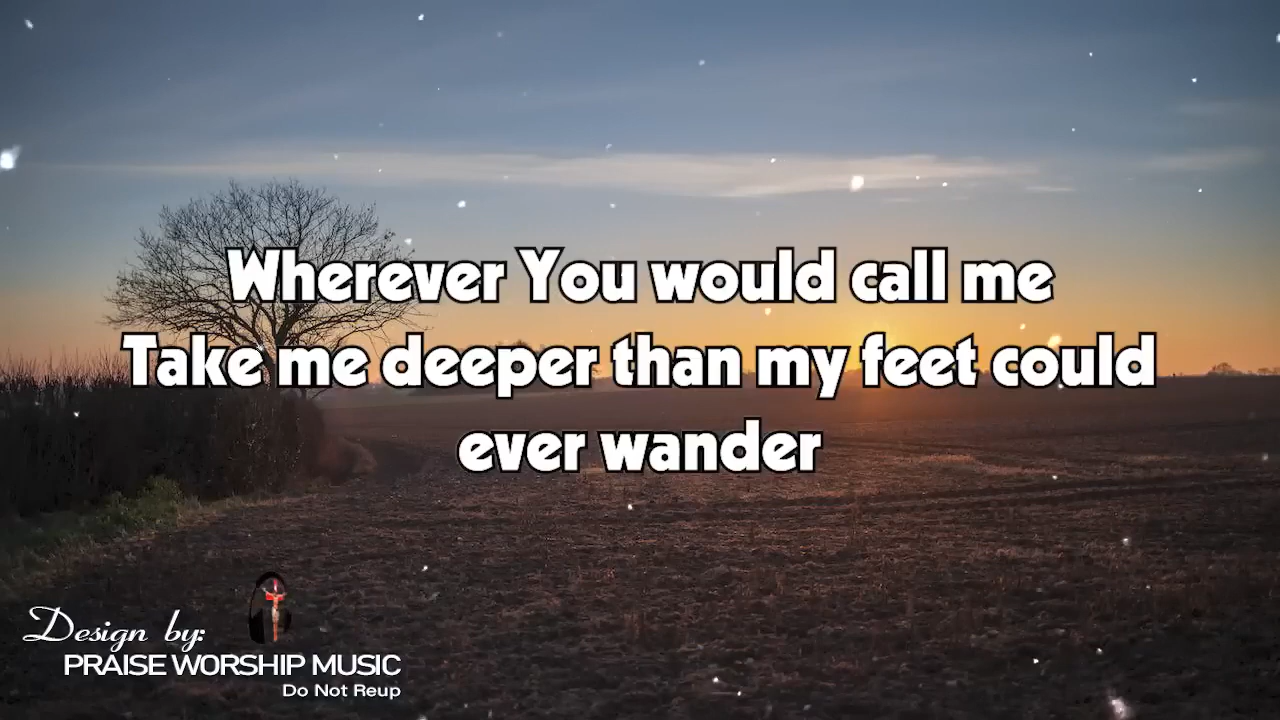 Wherever You would call me
Take me deeper than my feet could
ever wander
Design by:
PRAISE WORSHIP MUSIC
Do Not Reup